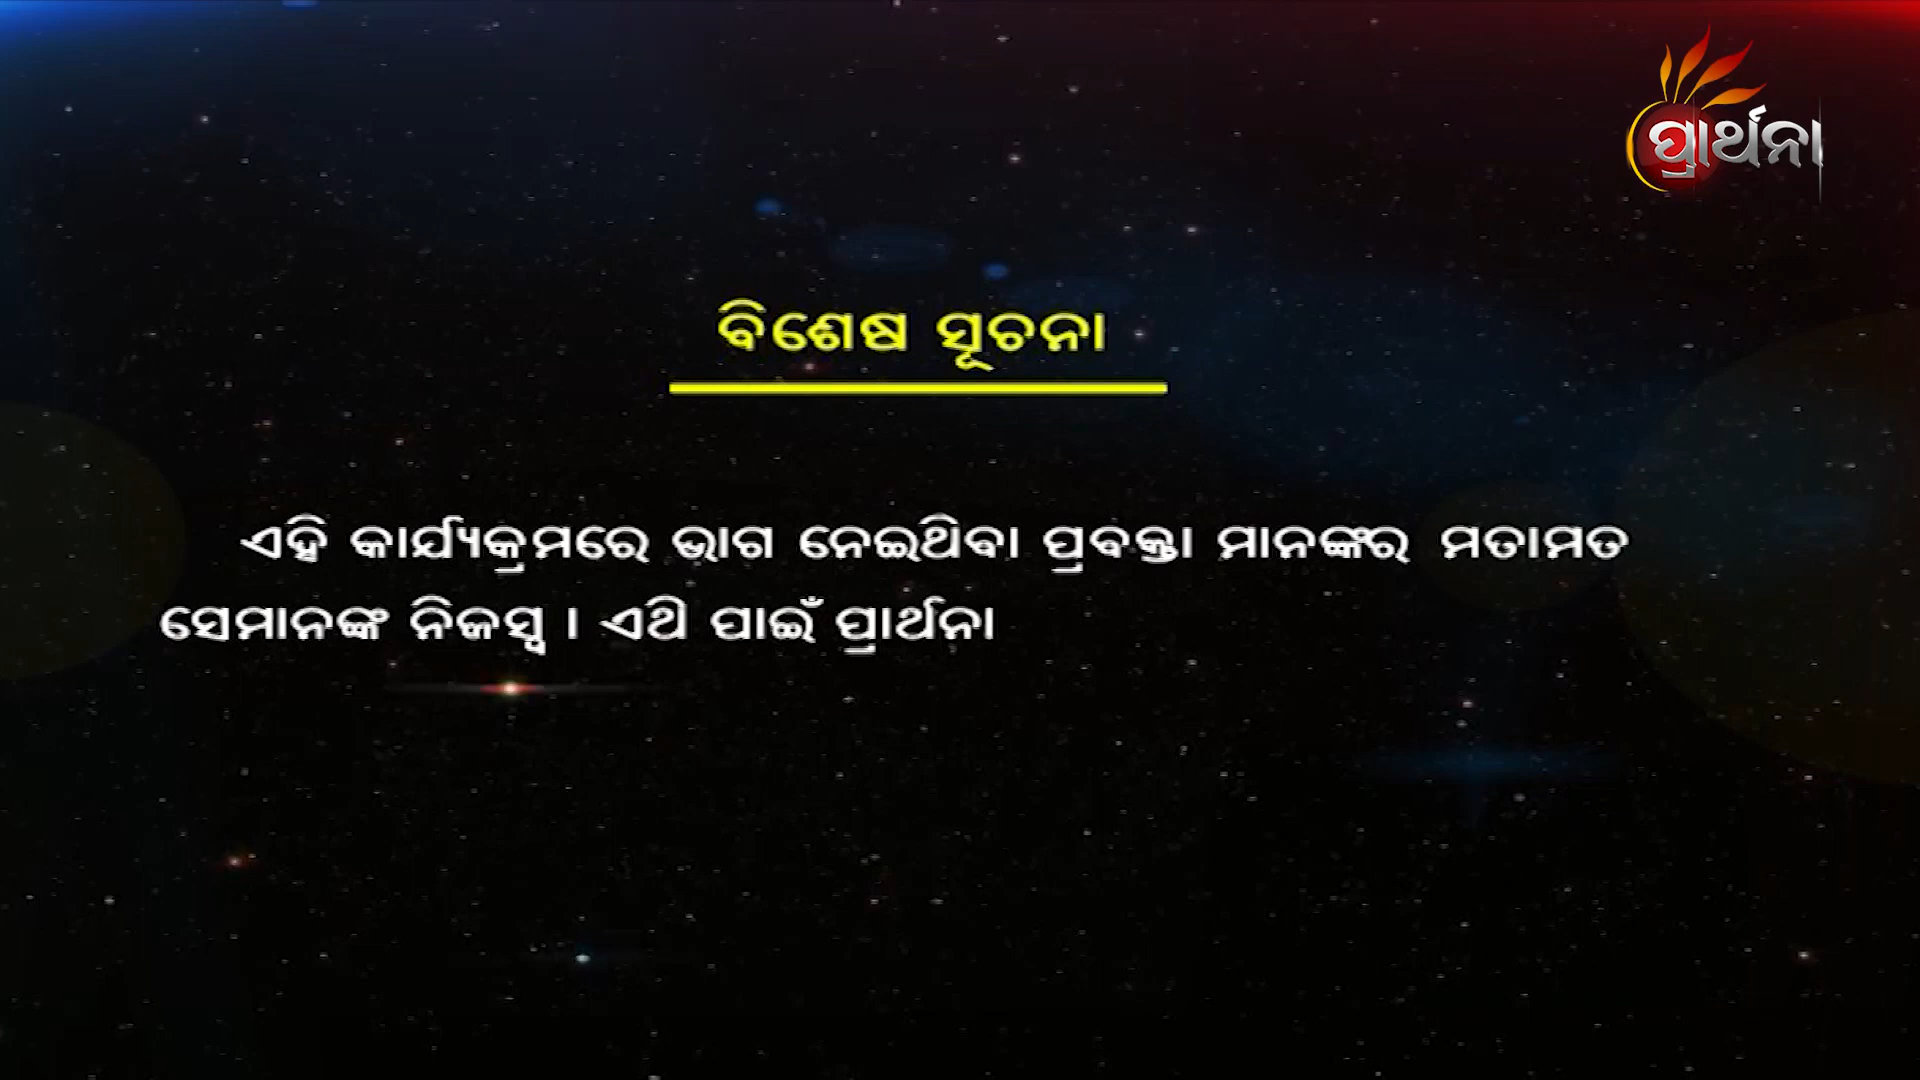 ପ୍ରାର୍ଥନା
ବିଶେଷ ସୂଚନା
ଏହି କାର୍ଯ୍ୟକ୍ରମରେ ଭାଗ ନେଇଥିବା ପ୍ରବକ୍ତା ମାନଙ୍କର ମତାମତ
ସେମାନଙ୍କ ନିଜସ୍ୱ । ଏଥି ପାଇଁ ପ୍ରାର୍ଥନା